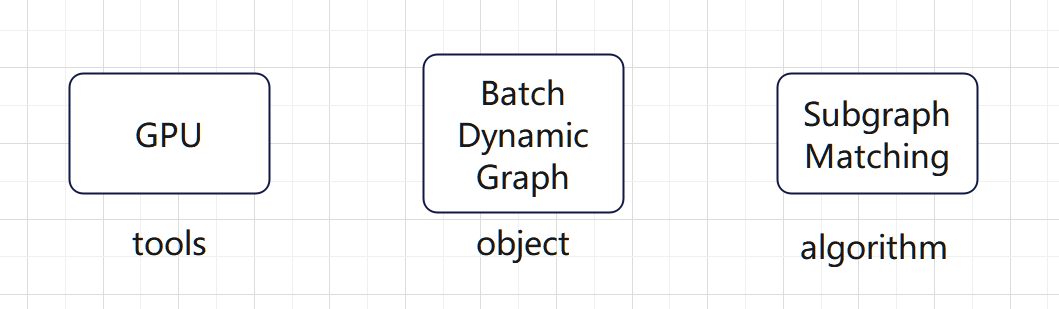 GPU
Batch
Dynamic
Graph
Subgraph
Matching
tools
object
algorithm